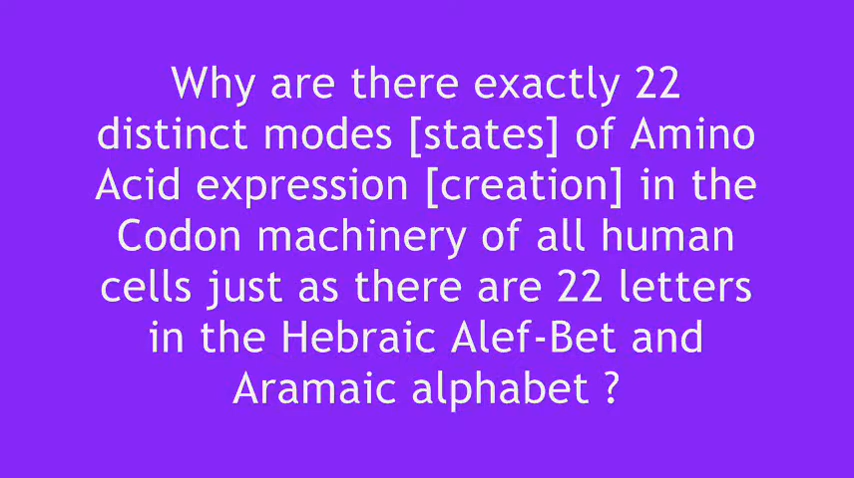 Why are there exactly 22
distinct modes [states] of Amino
Acid expression [creation] in the
Codon machinery of all human
cells just as there are 22 letters
in the Hebraic Alef-Bet and
Aramaic alphabet ?